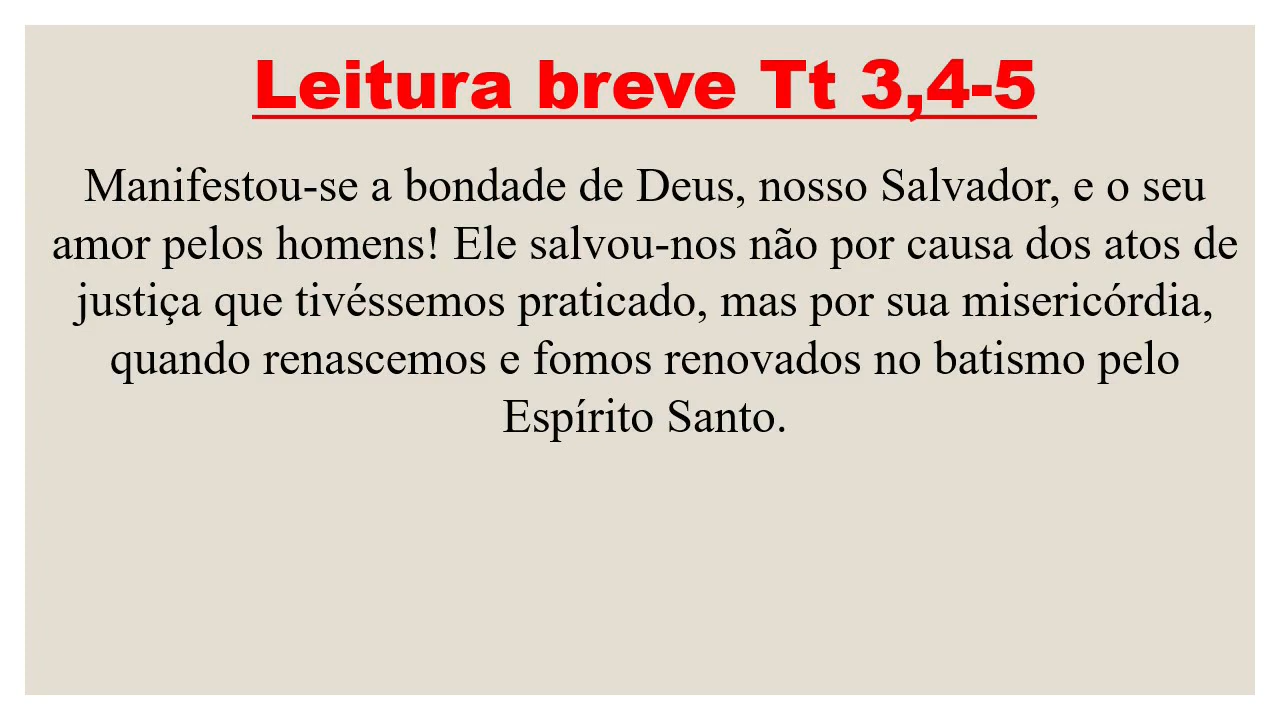 Leitura breve Tt 3,4-5
Manifestou-se a bondade de Deus, nosso Salvador, e o seu
amor pelos homens! Ele salvou-nos não por causa dos atos de
justiça que tivéssemos praticado, mas por sua misericórdia,
quando renascemos e fomos renovados no batismo pelo
Espírito Santo.